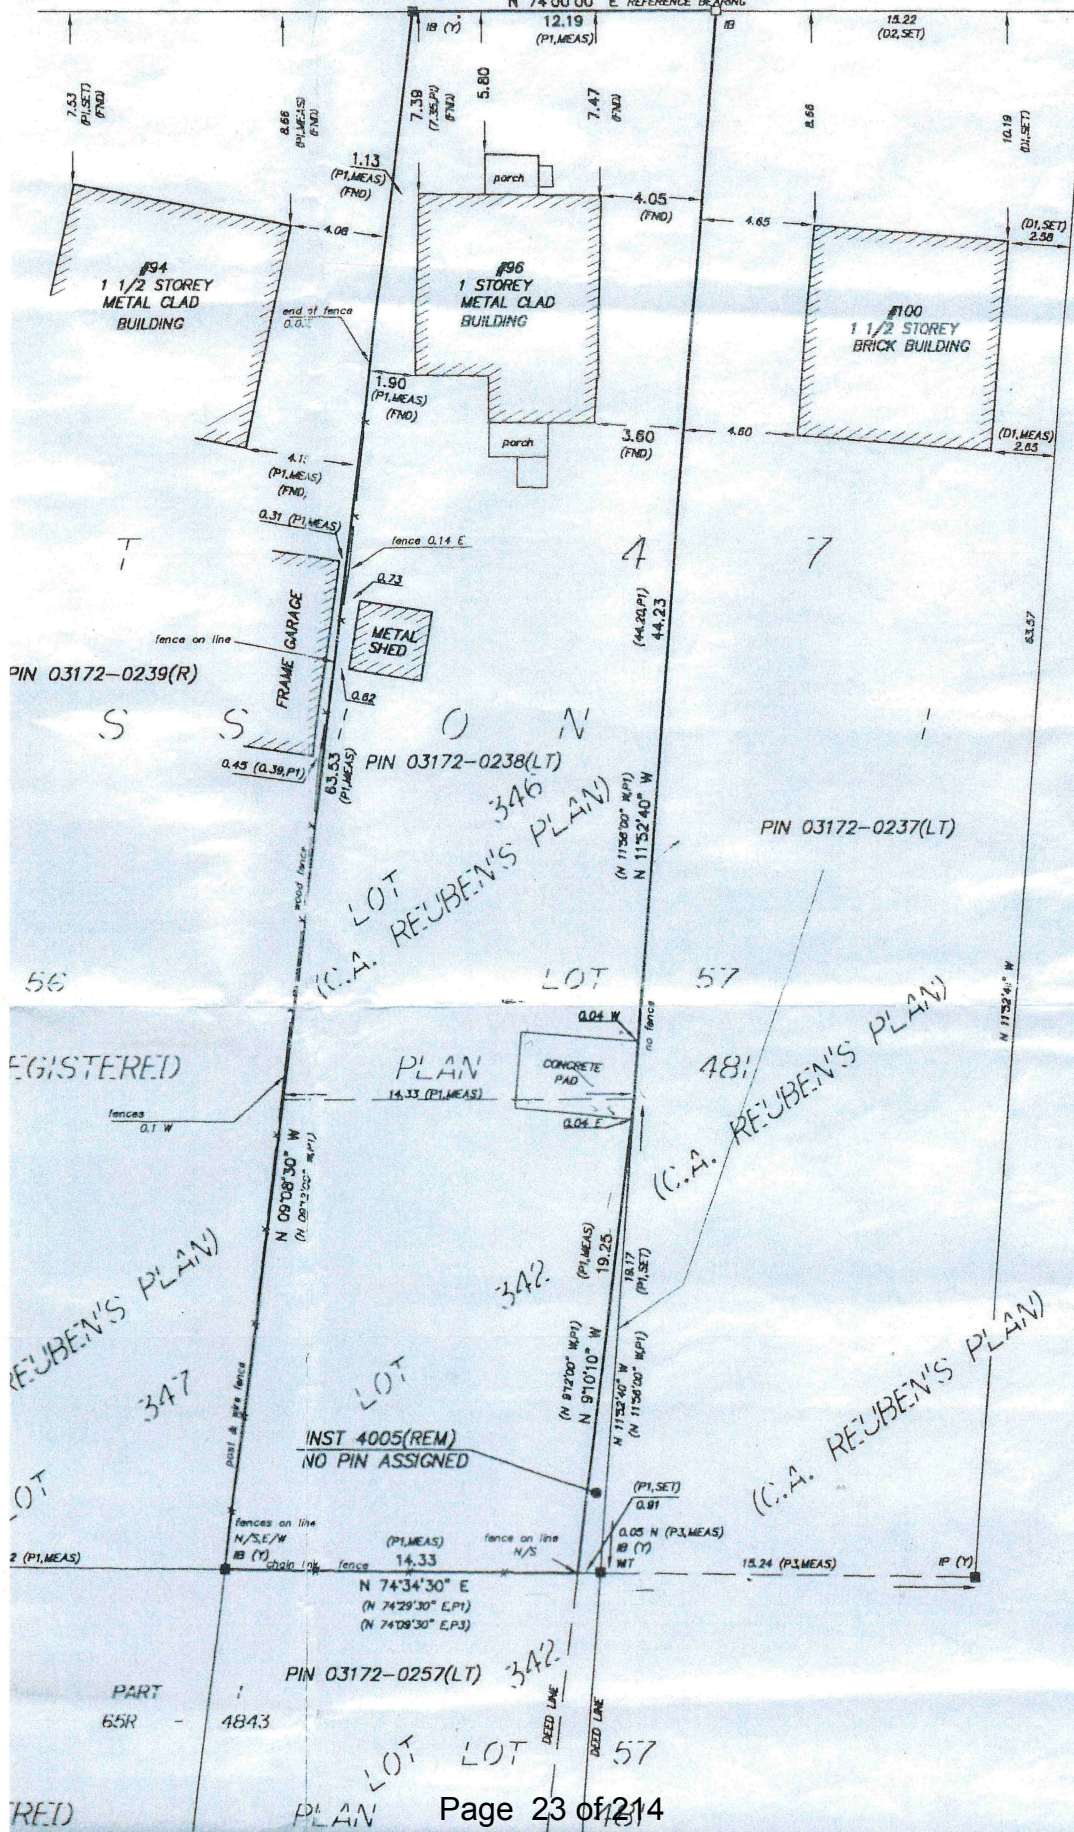 N 74°00'00" E REFERENCE BEARING
IB (Y)
12.19
(P1,MEAS)
IB
15.22
(D2,SET)
7.53
(P1,SET)
(FND)
8.66
(P1,MEAS)
(FND)
7.39
(7.35,P1)
(FND)
5.80
7.47
(FND)
8.66
10.19
(D1,SET)
1.13
(P1,MEAS)
(FND)
porch
4.05
(FND)
4.08
4.65
(D1,SET)
2.58
#94
1 1/2 STOREY
METAL CLAD
BUILDING
#96
1 STOREY
METAL CLAD
BUILDING
#100
1 1/2 STOREY
BRICK BUILDING
end of fence
1.90
(P1,MEAS)
(FND)
porch
3.60
(FND)
4.60
(D1,MEAS)
2.65
(P1,MEAS)
(FND)
0.31 (P1,MEAS)
fence 0.14 E
T
4 7
0.73
FRAME GARAGE
METAL
SHED
fence on line
(44.20,P1)
44.23
63.57
PIN 03172-0239(R)
0.62
S S I O N
0.45 (0.39,P1)
63.53
(P1,MEAS)
PIN 03172-0238(LT)
346
LOT
(C.A. REUBEN'S PLAN)
(N 11°56'00" W,P1)
N 11°52'40" W
PIN 03172-0237(LT)
wood fence
56
LOT 57
N 11°52'40" W
0.04 W
no fence
EGISTERED PLAN 481
CONCRETE
PAD
14.33 (P1,MEAS)
fences
0.1 W
0.04 E
(C.A. REUBEN'S PLAN)
N 09°08'30" W
(N 09°12'00" W,P1)
(P1,MEAS)
19.25
19.17
(P1,SET)
342
LOT
REUBEN'S PLAN)
347
LOT
(N 9°12'00" W,P1)
N 9°10'10" W
N 11°52'40" W
(N 11°56'00" W,P1)
(C.A. REUBEN'S PLAN)
post & wire fence
INST 4005(REM)
NO PIN ASSIGNED
(P1,SET)
0.91
fences on line
N/S,E/W
IB (Y)
(P1,MEAS)
14.33
chain link fence
fence on line
N/S
0.05 N (P3,MEAS)
IB (Y)
WT
2 (P1,MEAS)
15.24 (P3,MEAS)
IP (Y)
N 74°34'30" E
(N 74°29'30" E,P1)
(N 74°09'30" E,P3)
PIN 03172-0257(LT)
342
PART 1
65R - 4843
DEED LINE
DEED LINE
LOT
LOT 57
RED PLAN 481
Page 23 of 214